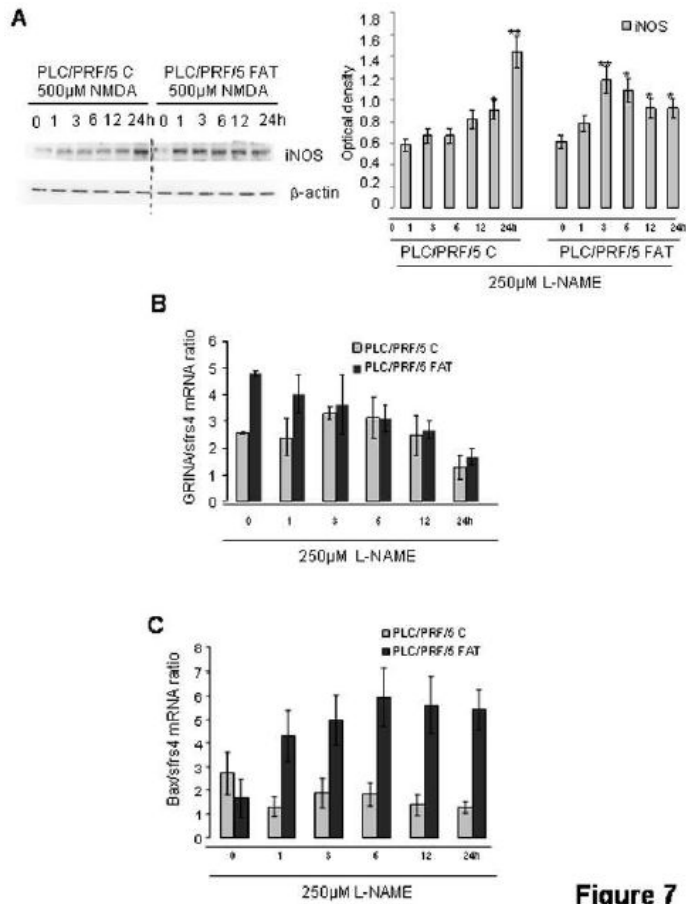 A
PLC/PRF/5 C PLC/PRF/5 FAT
500µM NMDA 500µM NMDA
0 1 3 6 12 24h 0 1 3 6 12 24h
iNOS
β-actin
Optical density
1.8
1.6
1.4
1.2
1.0
0.8
0.6
0.4
0.2
0
iNOS
** * ** * * *
0 1 3 6 12 24h 0 1 3 6 12 24h
PLC/PRF/5 C PLC/PRF/5 FAT
250µM L-NAME
B
GRINA/sfrs4 mRNA ratio
6
5
4
3
2
1
0
PLC/PRF/5 C
PLC/PRF/5 FAT
0 1 3 6 12 24h
250µM L-NAME
C
Bax/sfrs4 mRNA ratio
8
7
6
5
4
3
2
1
0
PLC/PRF/5 C
PLC/PRF/5 FAT
0 1 3 6 12 24h
250µM L-NAME
Figure 7